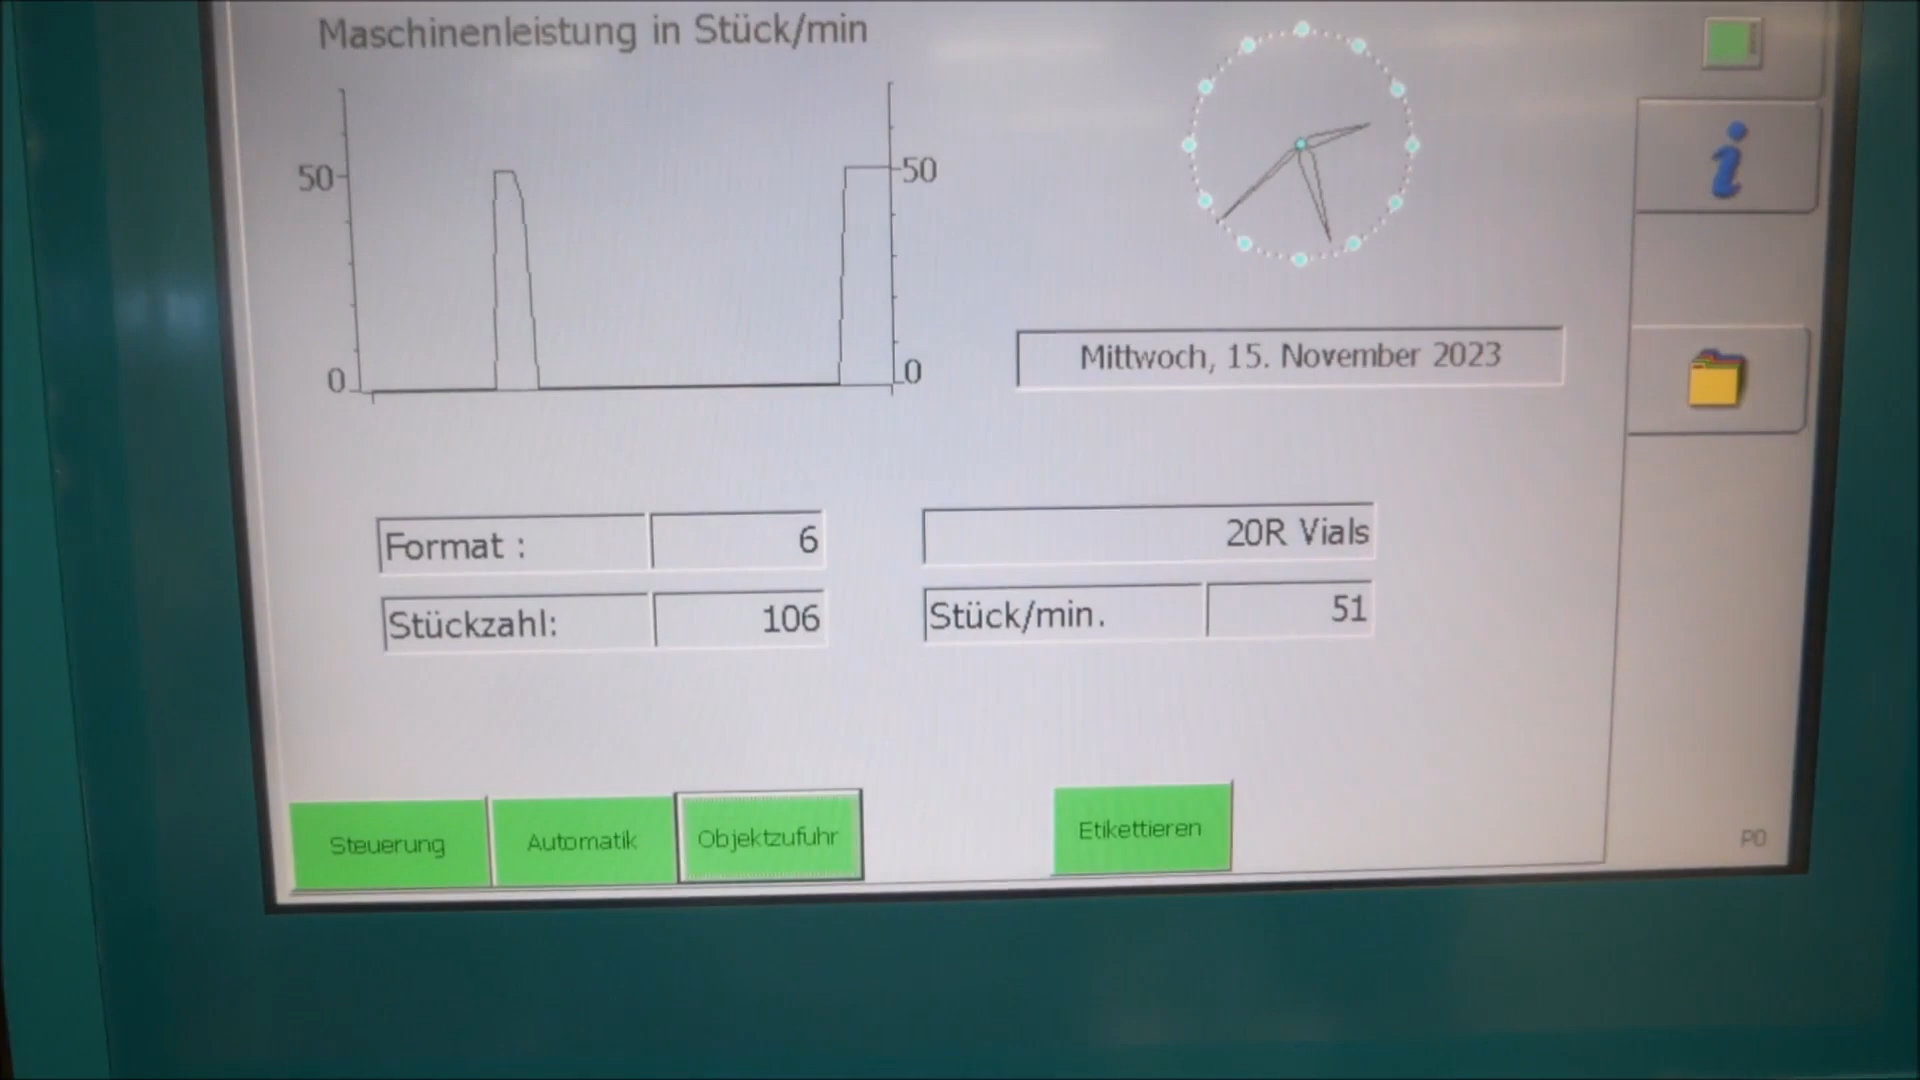 Maschinenleistung in Stück/min
50
50
0
0
Mittwoch, 15. November 2023
Format :
6
20R Vials
Stückzahl:
106
Stück/min.
51
Steuerung
Automatik
Objektzufuhr
Etikettieren
P0
i